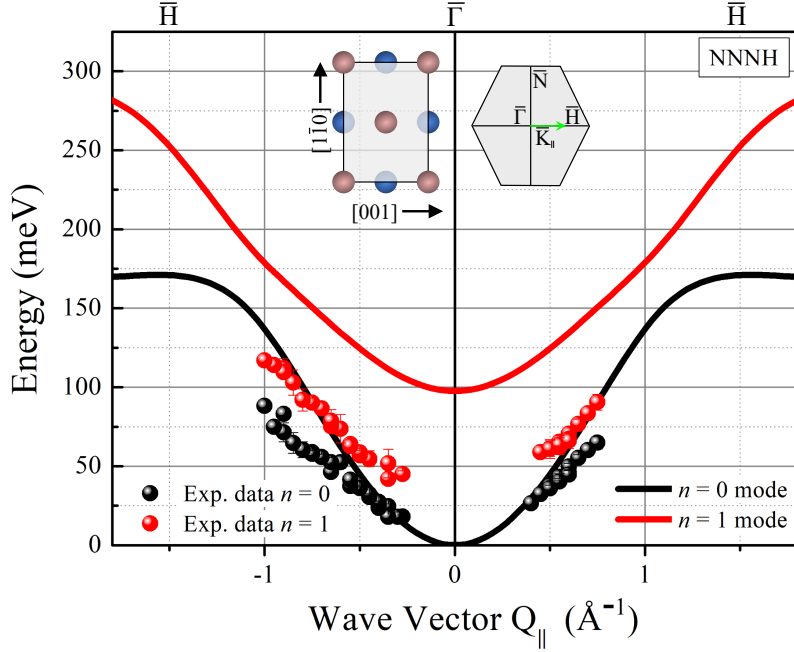 H̅ Γ̅ H̅
NNNH
300
250
200
150
100
50
0
Energy (meV)
[11̅0]
[001]
N̅
Γ̅ H̅
K̅∥
Exp. data n = 0
Exp. data n = 1
n = 0 mode
n = 1 mode
-1 0 1
Wave Vector Q∥ (Å⁻¹)